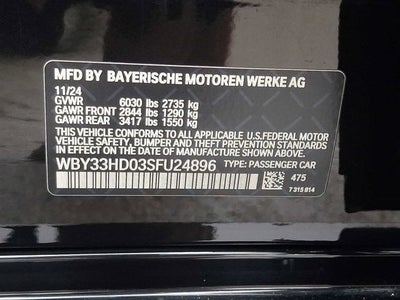 MFD BY BAYERISCHE MOTOREN WERKE AG
11/24
GVWR 6030 lbs 2735 kg
GAWR FRONT 2844 lbs 1290 kg
GAWR REAR 3417 lbs 1550 kg
THIS VEHICLE CONFORMS TO ALL APPLICABLE U.S.FEDERAL MOTOR
VEHICLE SAFETY, BUMPER, AND THEFT PREVENTION STANDARDS IN
EFFECT ON THE DATE OF MANUFACTURE SHOWN ABOVE.
WBY33HD03SFU24896 TYPE: PASSENGER CAR
475
7 315 814